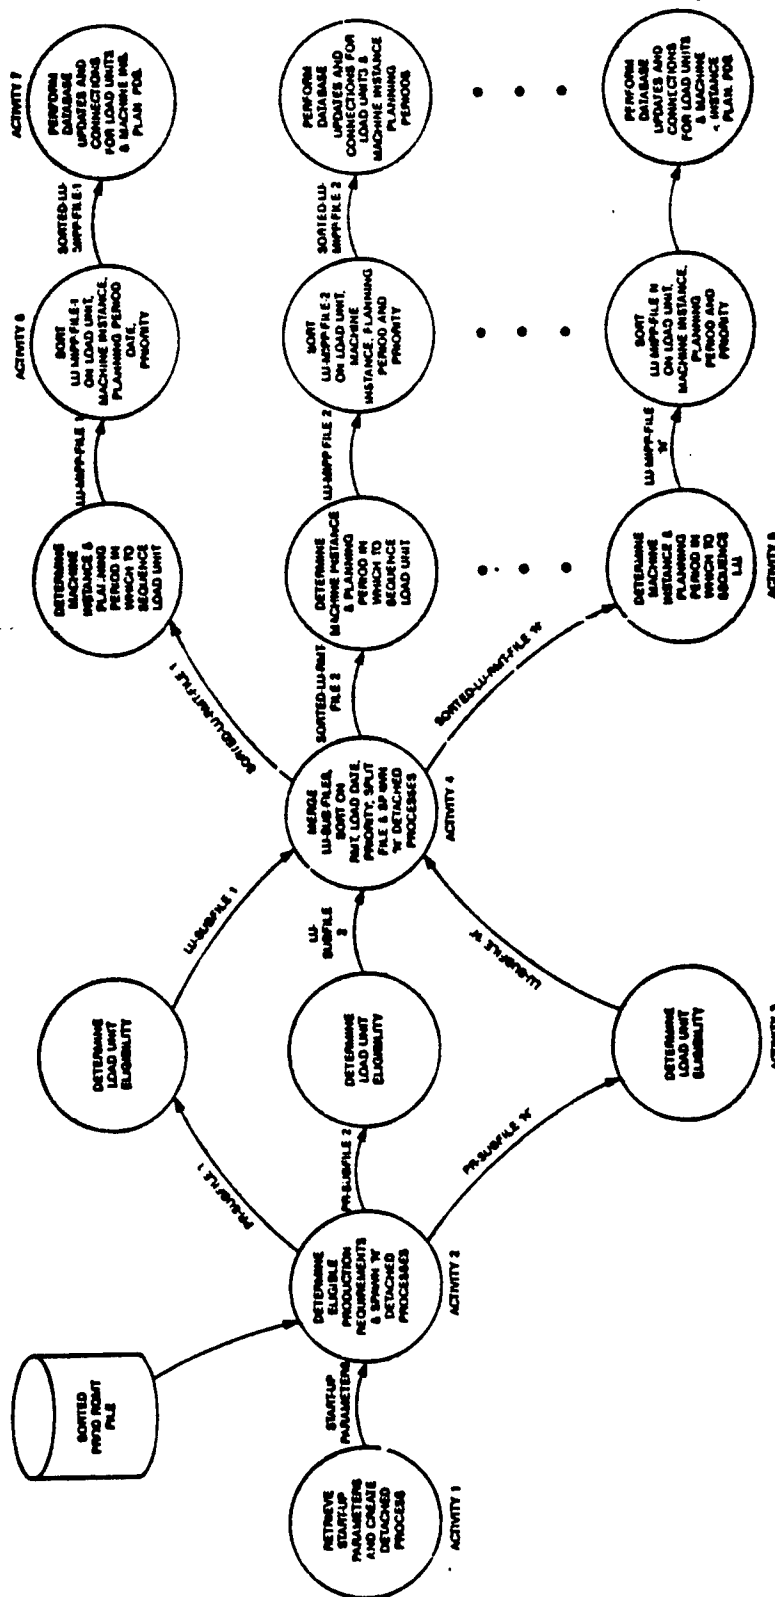 RETRIEVE
START-UP
PARAMETERS
AND CREATE
DETACHED
PROCESS
ACTIVITY 1
START-UP
PARAMETERS
SORTED
PROD RQMT
FILE
DETERMINE
ELIGIBLE
PRODUCTION
REQUIREMENTS
& SPAWN 'N'
DETACHED
PROCESSES
ACTIVITY 2
PR-SUBFILE 1
PR-SUBFILE 2
PR-SUBFILE 'N'
DETERMINE
LOAD UNIT
ELIGIBILITY
DETERMINE
LOAD UNIT
ELIGIBILITY
DETERMINE
LOAD UNIT
ELIGIBILITY
ACTIVITY 3
LU-SUBFILE 1
LU-
SUBFILE
2
LU-SUBFILE 'N'
MERGE
LU-SUB-FILES,
SORT ON
RMT, LOAD DATE,
PRIORITY, SPLIT
FILE & SPAWN
'N' DETACHED
PROCESSES
ACTIVITY 4
SORTED-LU-RMT-FILE 1
SORTED-LU-RMT
FILE 2
SORTED-LU-RMT-FILE 'N'
DETERMINE
MACHINE
INSTANCE &
PLANNING
PERIOD IN
WHICH TO
SEQUENCE
LOAD UNIT
DETERMINE
MACHINE INSTANCE
& PLANNING
PERIOD IN
WHICH TO
SEQUENCE
LOAD UNIT
DETERMINE
MACHINE
INSTANCE &
PLANNING
PERIOD IN
WHICH TO
SEQUENCE
LU
ACTIVITY 5
LU-MIPP-FILE 1
LU-MIPP FILE 2
LU-MIPP-FILE
'N'
ACTIVITY 6
SORT
LU MIPP-FILE-1
ON LOAD UNIT,
MACHINE INSTANCE,
PLANNING PERIOD
DATE,
PRIORITY
SORT
LU-MIPP-FILE-2
ON LOAD UNIT,
MACHINE
INSTANCE, PLANNING
PERIOD AND
PRIORITY
SORT
LU MIPP-FILE N
ON LOAD UNIT,
MACHINE INSTANCE,
PLANNING
PERIOD AND
PRIORITY
SORTED-LU-
MIPP-FILE-1
SORTED-LU-
MIPP-FILE 2
ACTIVITY 7
PERFORM
DATABASE
UPDATES AND
CONNECTIONS
FOR LOAD UNITS
& MACHINE INS.
PLAN PDS.
PERFORM
DATABASE
UPDATES AND
CONNECTIONS FOR
LOAD UNITS &
MACHINE INSTANCE
PLANNING
PERIODS
PERFORM
DATABASE
UPDATES AND
CONNECTIONS
FOR LOAD UNITS
& MACHINE
INSTANCE
PLAN. PDS.